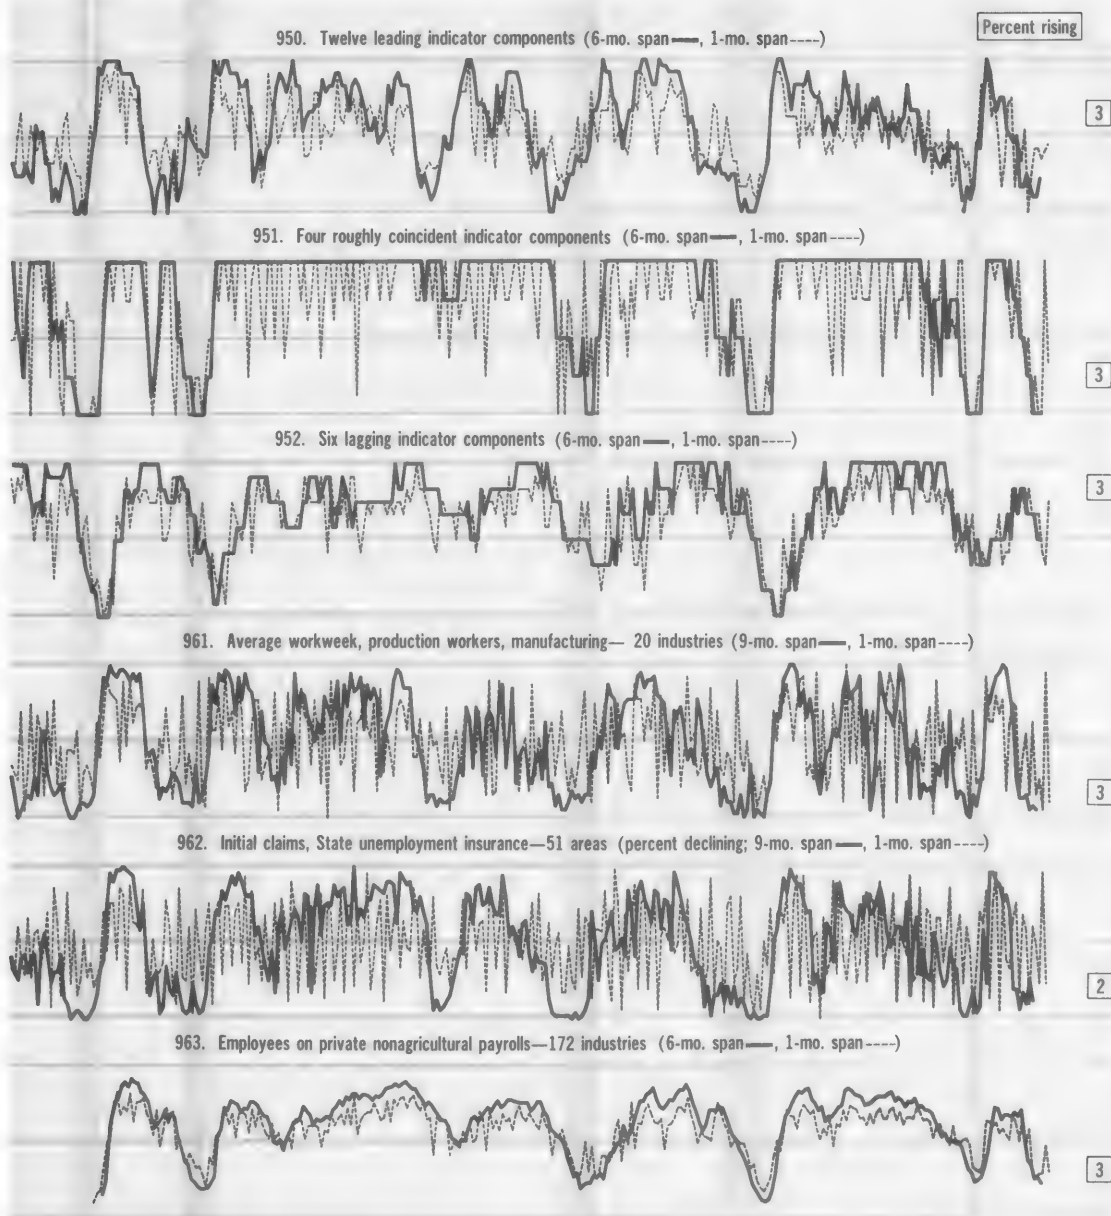 Percent rising
950. Twelve leading indicator components (6-mo. span——, 1-mo. span----)
3
951. Four roughly coincident indicator components (6-mo. span——, 1-mo. span----)
3
952. Six lagging indicator components (6-mo. span——, 1-mo. span----)
3
961. Average workweek, production workers, manufacturing— 20 industries (9-mo. span——, 1-mo. span----)
3
962. Initial claims, State unemployment insurance—51 areas (percent declining; 9-mo. span——, 1-mo. span----)
2
963. Employees on private nonagricultural payrolls—172 industries (6-mo. span——, 1-mo. span----)
3